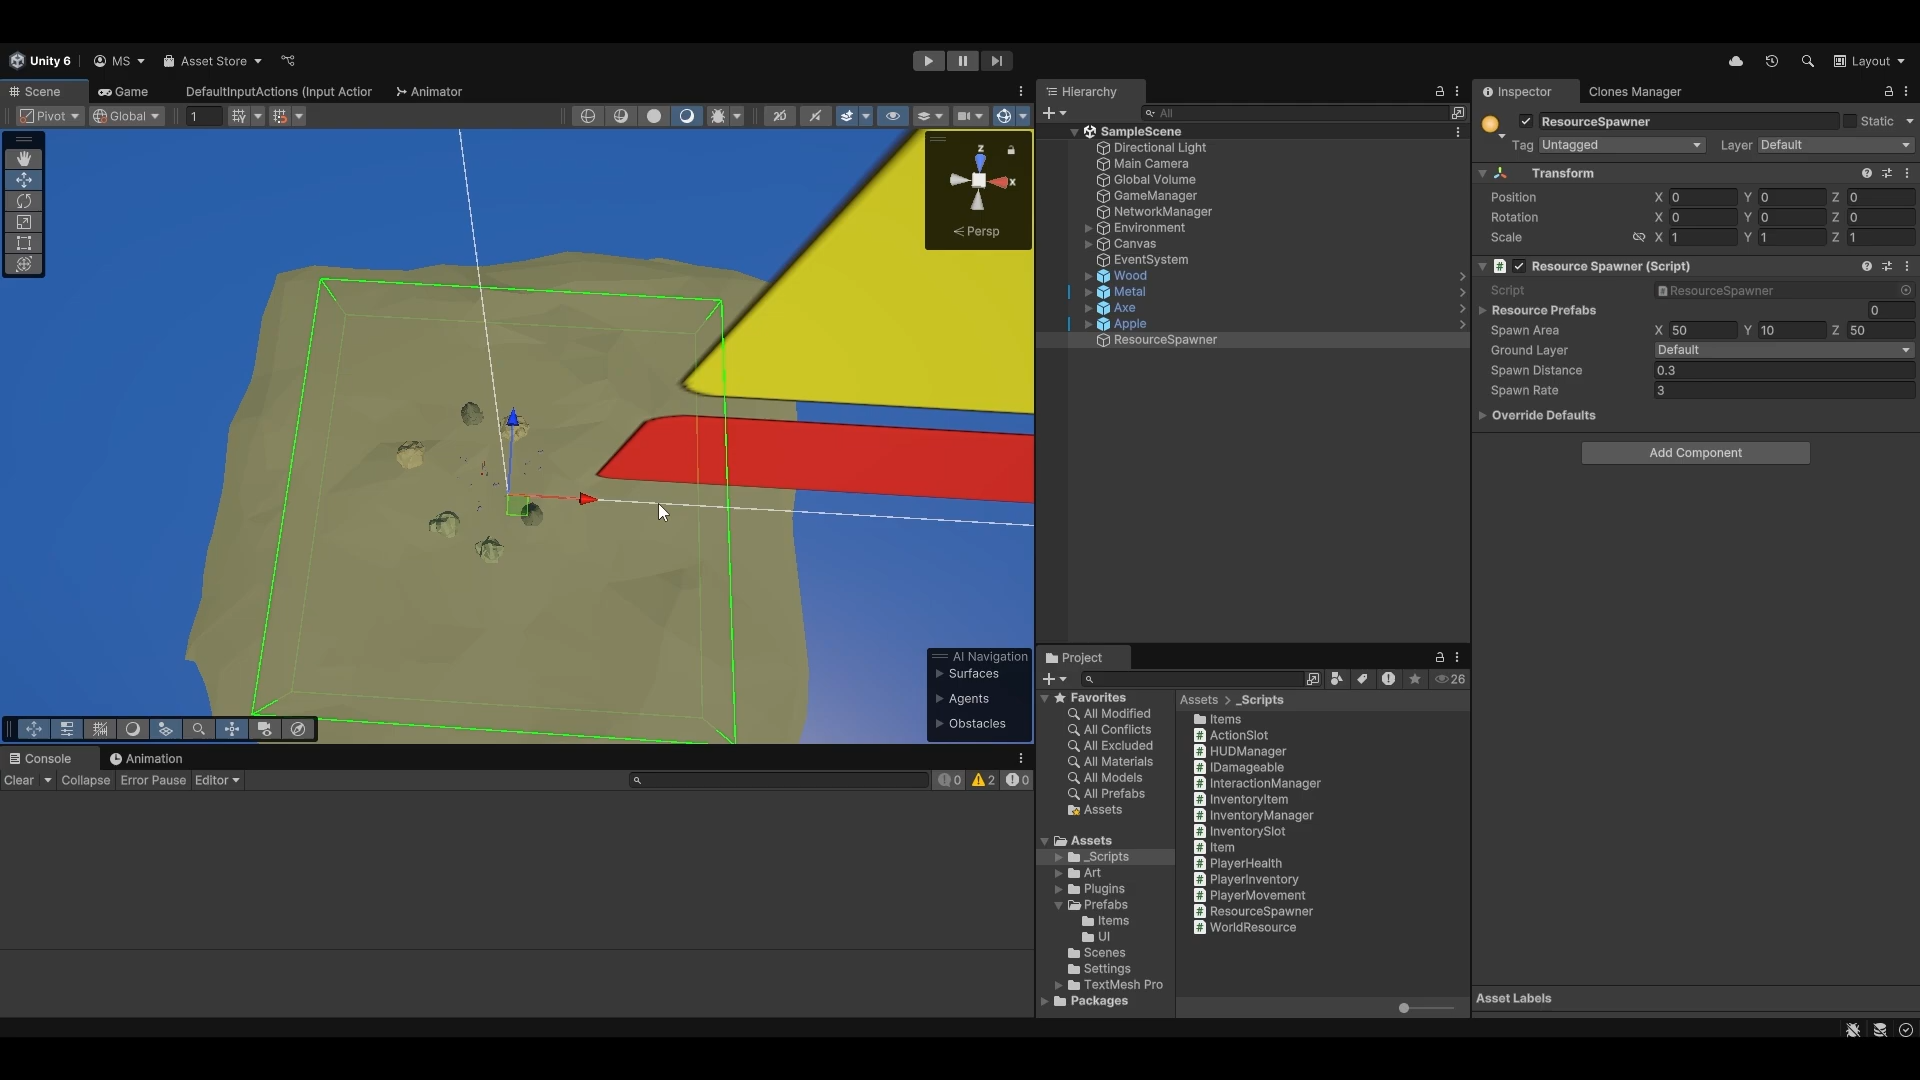 Unity 6 MS Asset Store Layout
Scene Game DefaultInputActions (Input Actior Animator
Pivot Global 1
z
x
Persp
AI Navigation
Surfaces
Agents
Obstacles
Console Animation
Clear Collapse Error Pause Editor 0 2 0
Hierarchy
All
SampleScene
Directional Light
Main Camera
Global Volume
GameManager
NetworkManager
Environment
Canvas
EventSystem
Wood
Metal
Axe
Apple
ResourceSpawner
Project
26
Favorites
All Modified
All Conflicts
All Excluded
All Materials
All Models
All Prefabs
Assets
Assets
_Scripts
Art
Plugins
Prefabs
Items
UI
Scenes
Settings
TextMesh Pro
Packages
Assets > _Scripts
Items
ActionSlot
HUDManager
IDamageable
InteractionManager
InventoryItem
InventoryManager
InventorySlot
Item
PlayerHealth
PlayerInventory
PlayerMovement
ResourceSpawner
WorldResource
Inspector Clones Manager
ResourceSpawner Static
Tag Untagged Layer Default
Transform
Position X 0 Y 0 Z 0
Rotation X 0 Y 0 Z 0
Scale X 1 Y 1 Z 1
Resource Spawner (Script)
Script ResourceSpawner
Resource Prefabs 0
Spawn Area X 50 Y 10 Z 50
Ground Layer Default
Spawn Distance 0.3
Spawn Rate 3
Override Defaults
Add Component
Asset Labels